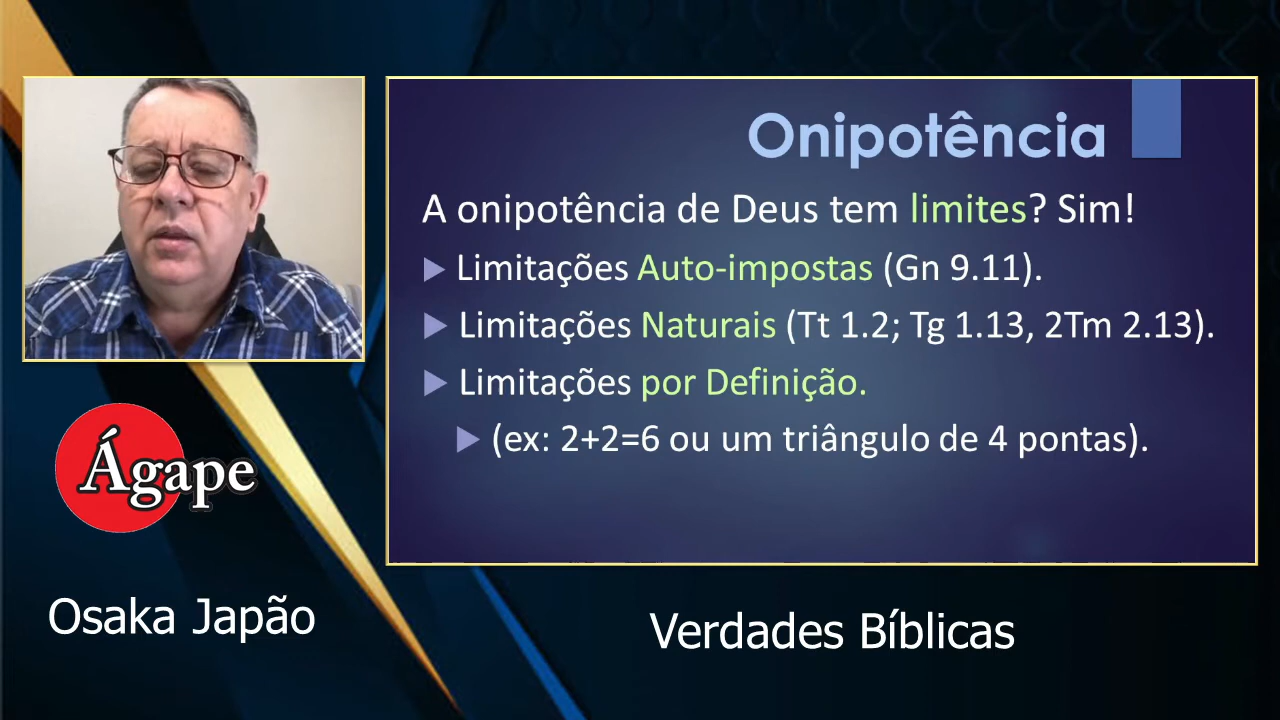 Onipotência
A onipotência de Deus tem limites? Sim!
Limitações Auto-impostas (Gn 9.11).
Limitações Naturais (Tt 1.2; Tg 1.13, 2Tm 2.13).
Limitações por Definição.
(ex: 2+2=6 ou um triângulo de 4 pontas).
Ágape
Osaka Japão
Verdades Bíblicas